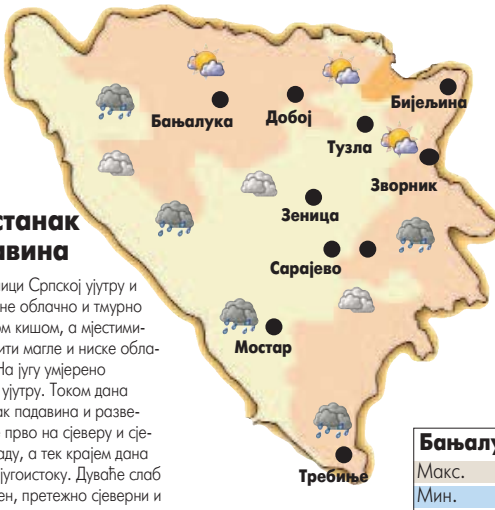 Бањалука
Добој
Бијељина
Тузла
Зворник
Зеница
Сарајево
Мостар
Требиње
станак
авина
ици Српској ујутру и
не облачно и тмурно
ом кишом, а мјестими-
ити магле и ниске обла-
На југу умјерено
ујутру. Током дана
ак падавина и разве-
прво на сјеверу и сје-
аду, а тек крајем дана
југоистоку. Дуваће слаб
ен, претежно сјеверни и
Бањалу
Макс.
Мин.